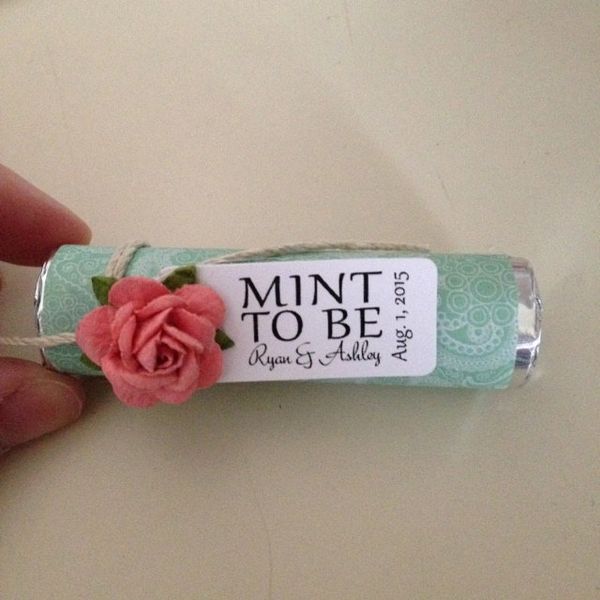 MINT
TO BE
Ryan & Ashley
Aug. 1, 2015